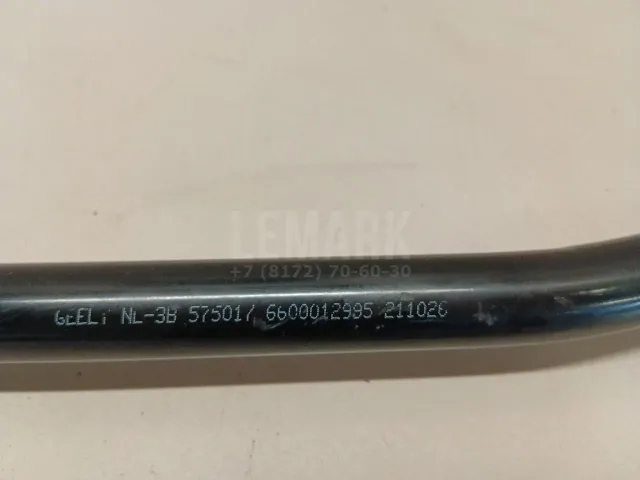 LEMARK
+7 (8172) 70-60-30
GEELY NL-3B 575017 6600012995 211026